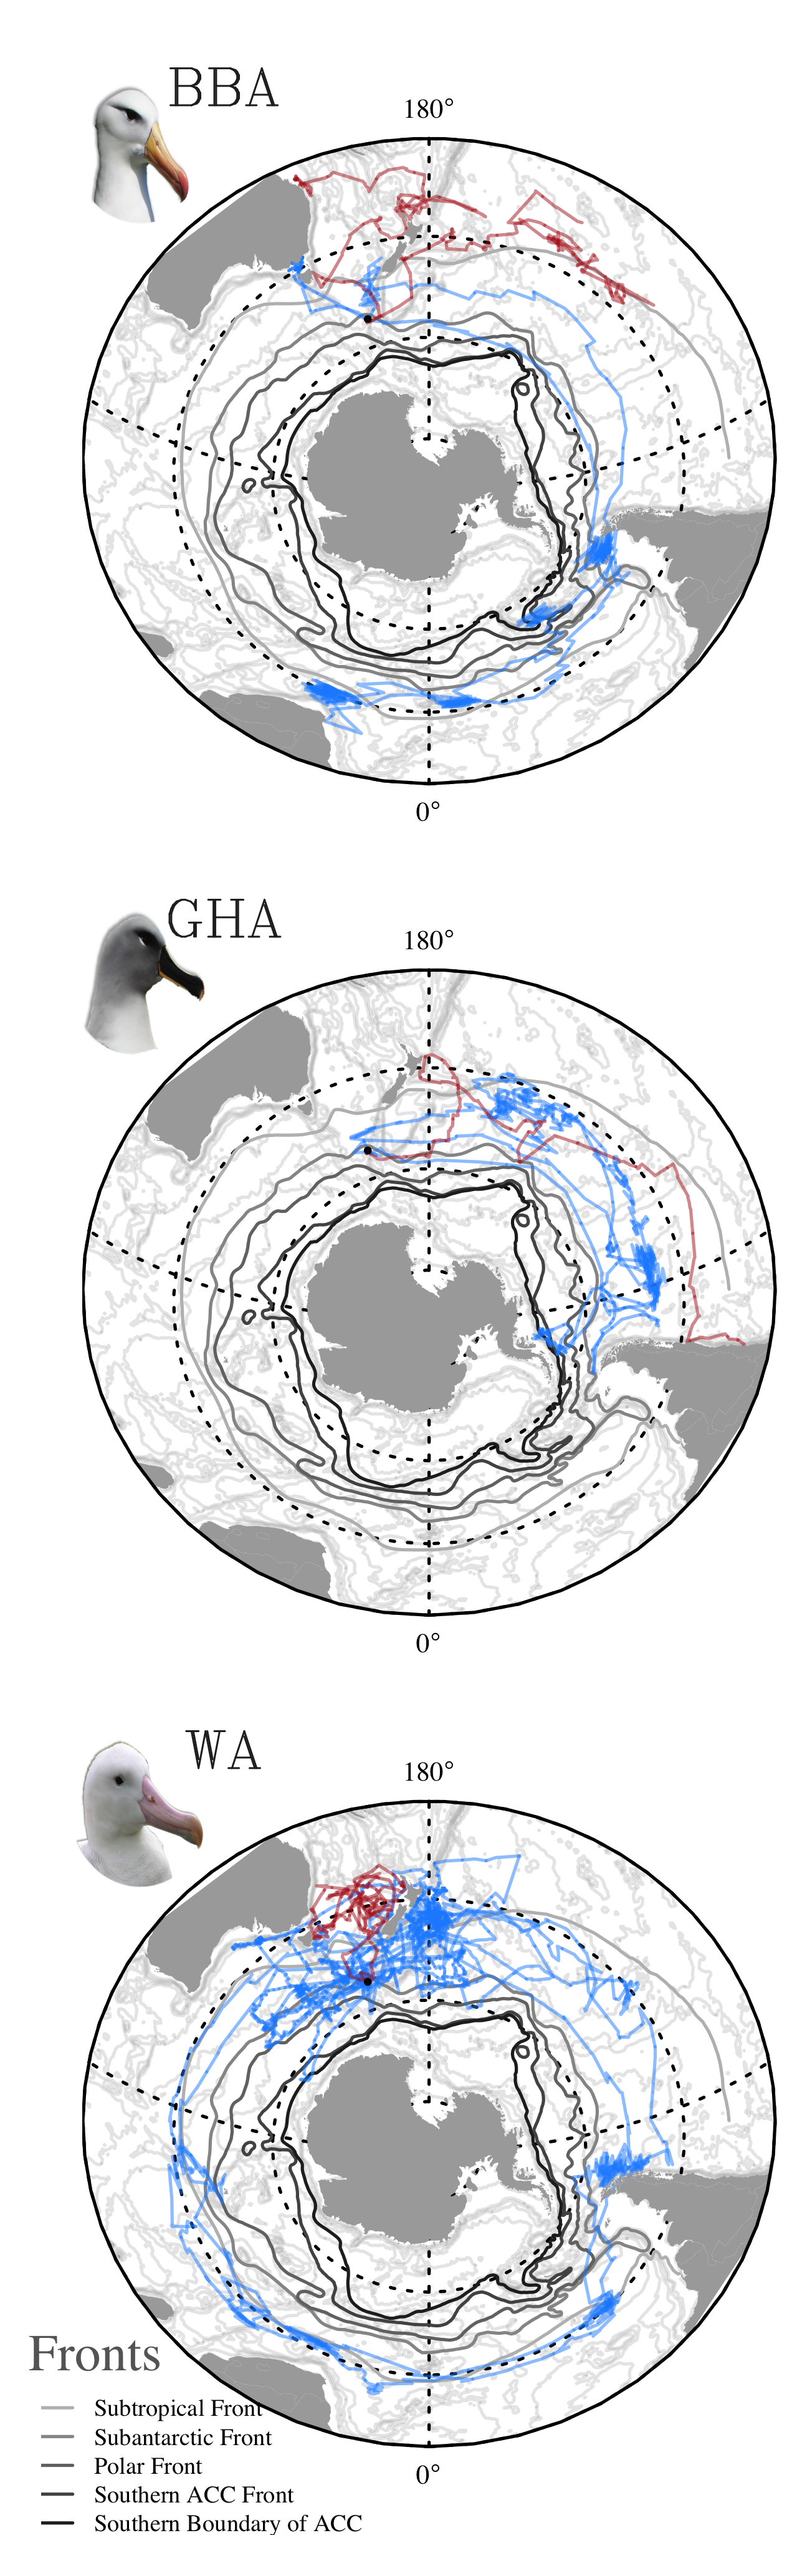 BBA
180°
0°
GHA
180°
0°
WA
180°
Fronts
Subtropical Front
Subantarctic Front
Polar Front
Southern ACC Front
Southern Boundary of ACC
0°